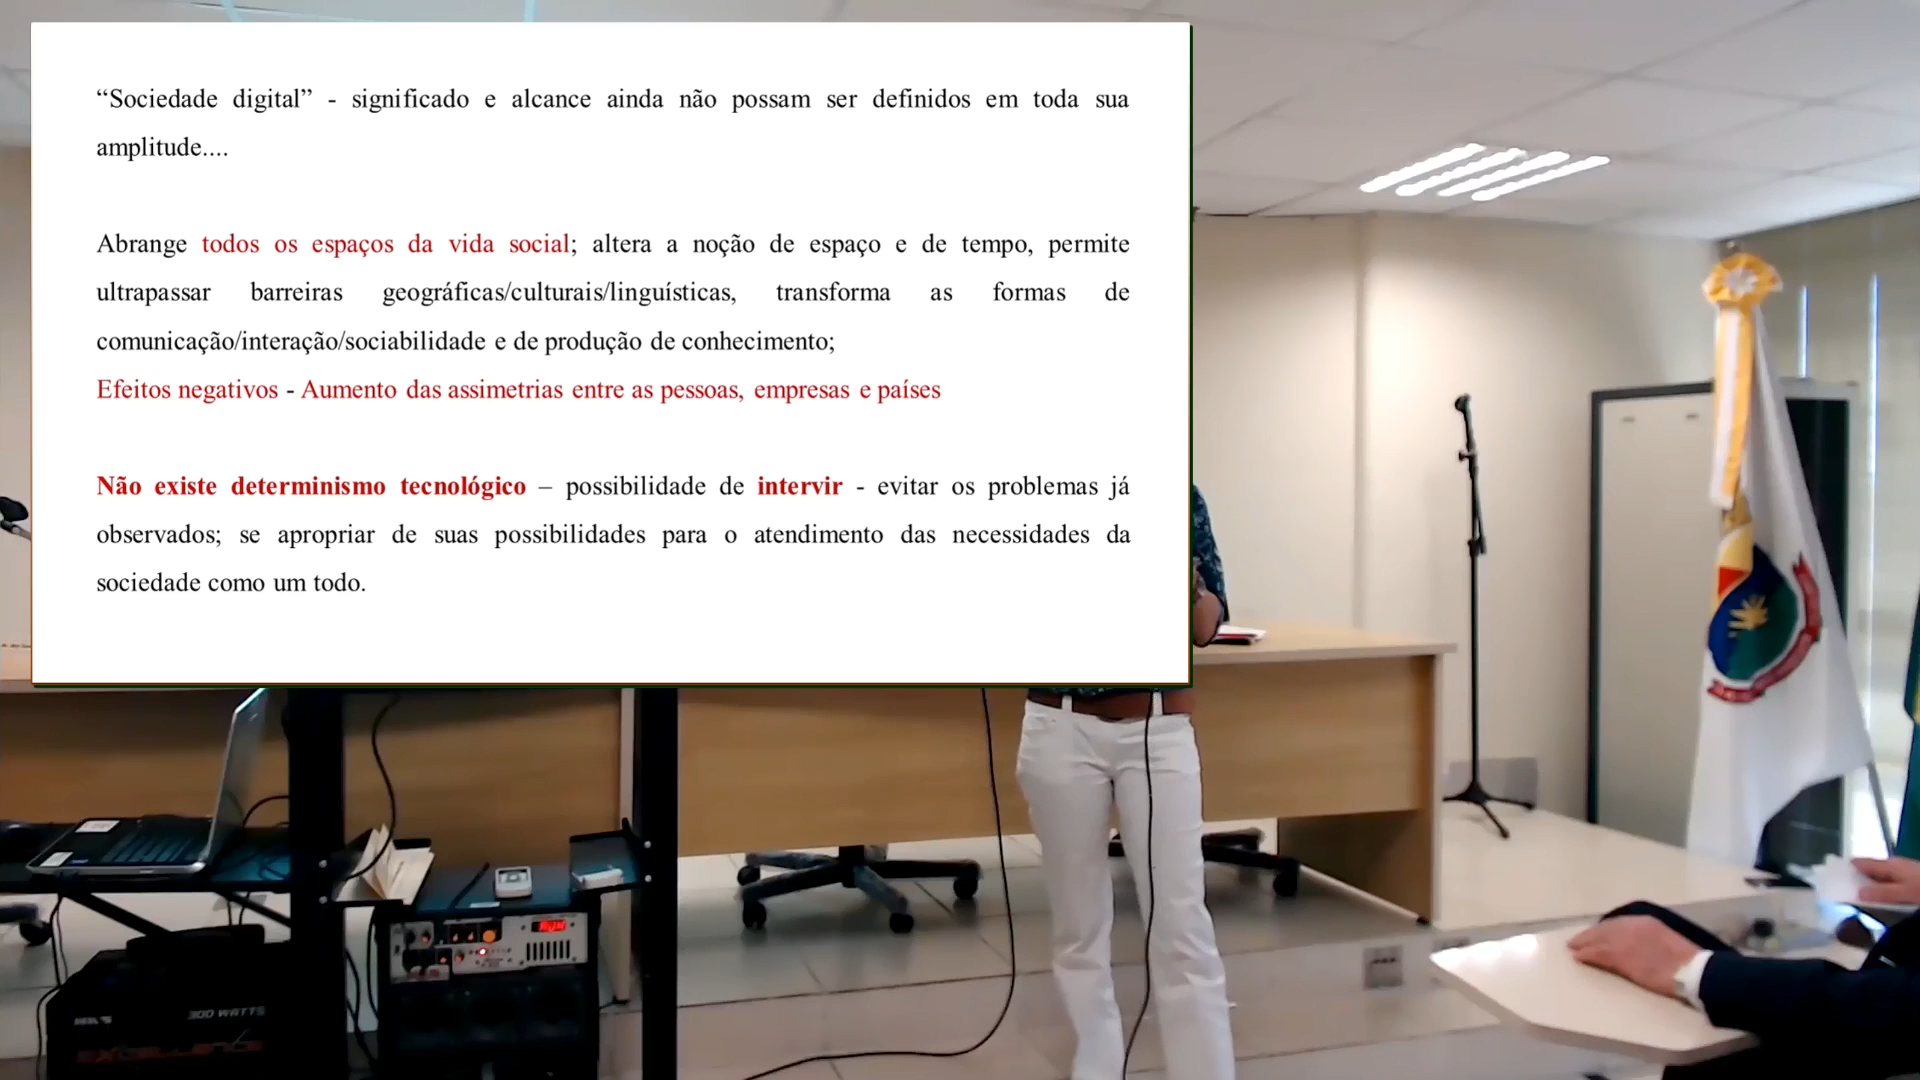 “Sociedade digital” - significado e alcance ainda não possam ser definidos em toda sua
amplitude....
Abrange todos os espaços da vida social; altera a noção de espaço e de tempo, permite
ultrapassar barreiras geográficas/culturais/linguísticas, transforma as formas de
comunicação/interação/sociabilidade e de produção de conhecimento;
Efeitos negativos - Aumento das assimetrias entre as pessoas, empresas e países
Não existe determinismo tecnológico – possibilidade de intervir - evitar os problemas já
observados; se apropriar de suas possibilidades para o atendimento das necessidades da
sociedade como um todo.
300 WATTS
EXCELLENCE